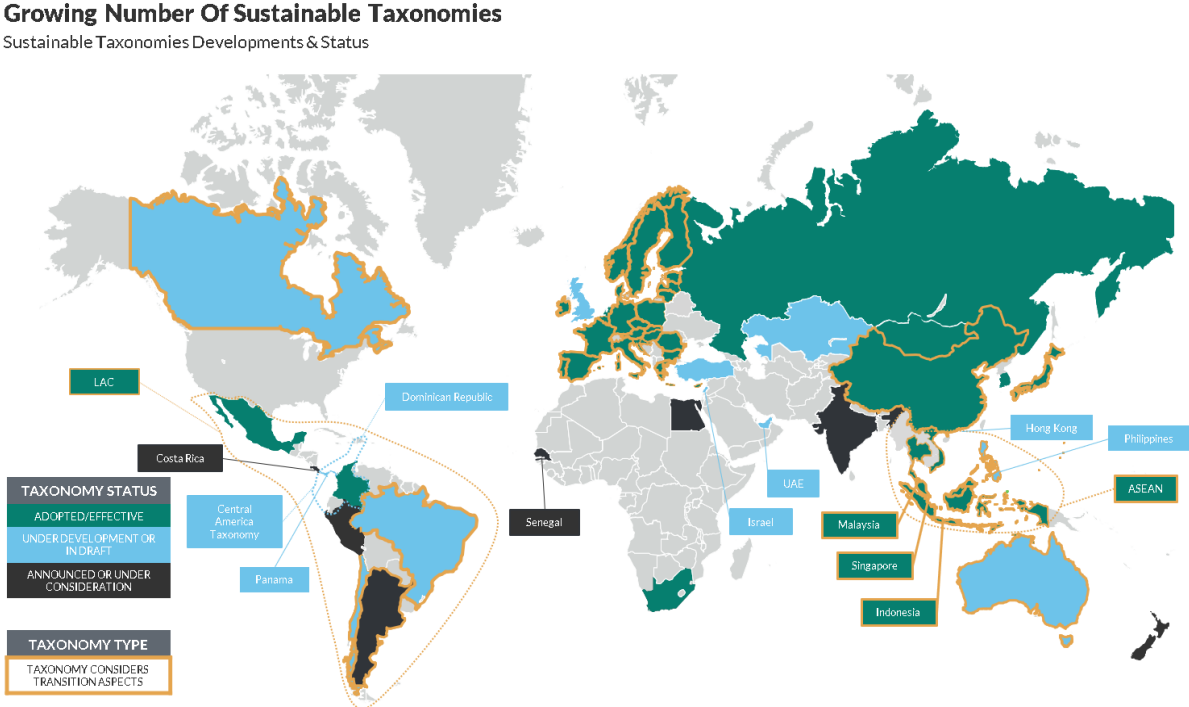 Growing Number Of Sustainable Taxonomies
Sustainable Taxonomies Developments & Status
LAC
Dominican Republic
Costa Rica
Central
America
Taxonomy
Panama
TAXONOMY STATUS
ADOPTED/EFFECTIVE
UNDER DEVELOPMENT OR
IN DRAFT
ANNOUNCED OR UNDER
CONSIDERATION
TAXONOMY TYPE
TAXONOMY CONSIDERS
TRANSITION ASPECTS
Senegal
Israel
UAE
Hong Kong
Philippines
ASEAN
Malaysia
Singapore
Indonesia